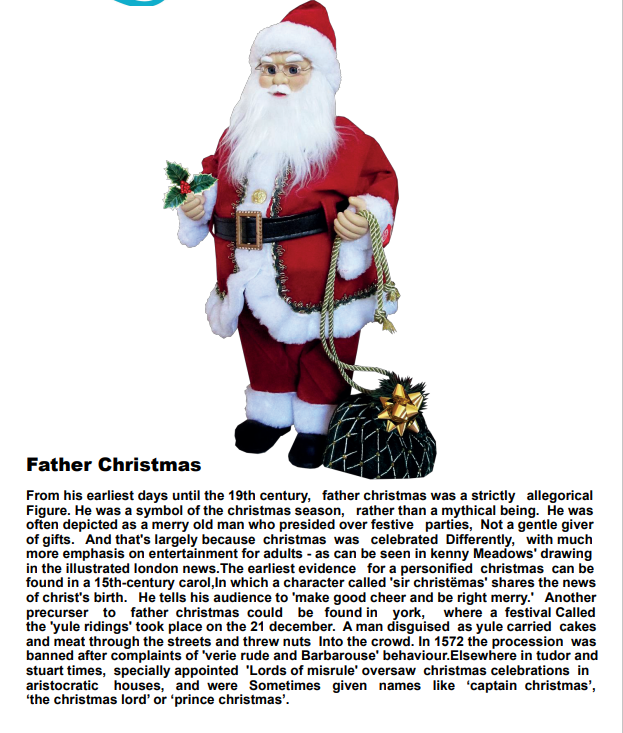 Father Christmas
From his earliest days until the 19th century, father christmas was a strictly allegorical
Figure. He was a symbol of the christmas season, rather than a mythical being. He was
often depicted as a merry old man who presided over festive parties, Not a gentle giver
of gifts. And that's largely because christmas was celebrated Differently, with much
more emphasis on entertainment for adults - as can be seen in kenny Meadows' drawing
in the illustrated london news.The earliest evidence for a personified christmas can be
found in a 15th-century carol,In which a character called 'sir christëmas' shares the news
of christ's birth. He tells his audience to 'make good cheer and be right merry.' Another
precurser to father christmas could be found in york, where a festival Called
the 'yule ridings' took place on the 21 december. A man disguised as yule carried cakes
and meat through the streets and threw nuts Into the crowd. In 1572 the procession was
banned after complaints of 'verie rude and Barbarouse' behaviour.Elsewhere in tudor and
stuart times, specially appointed 'Lords of misrule' oversaw christmas celebrations in
aristocratic houses, and were Sometimes given names like ‘captain christmas’,
‘the christmas lord’ or ‘prince christmas’.